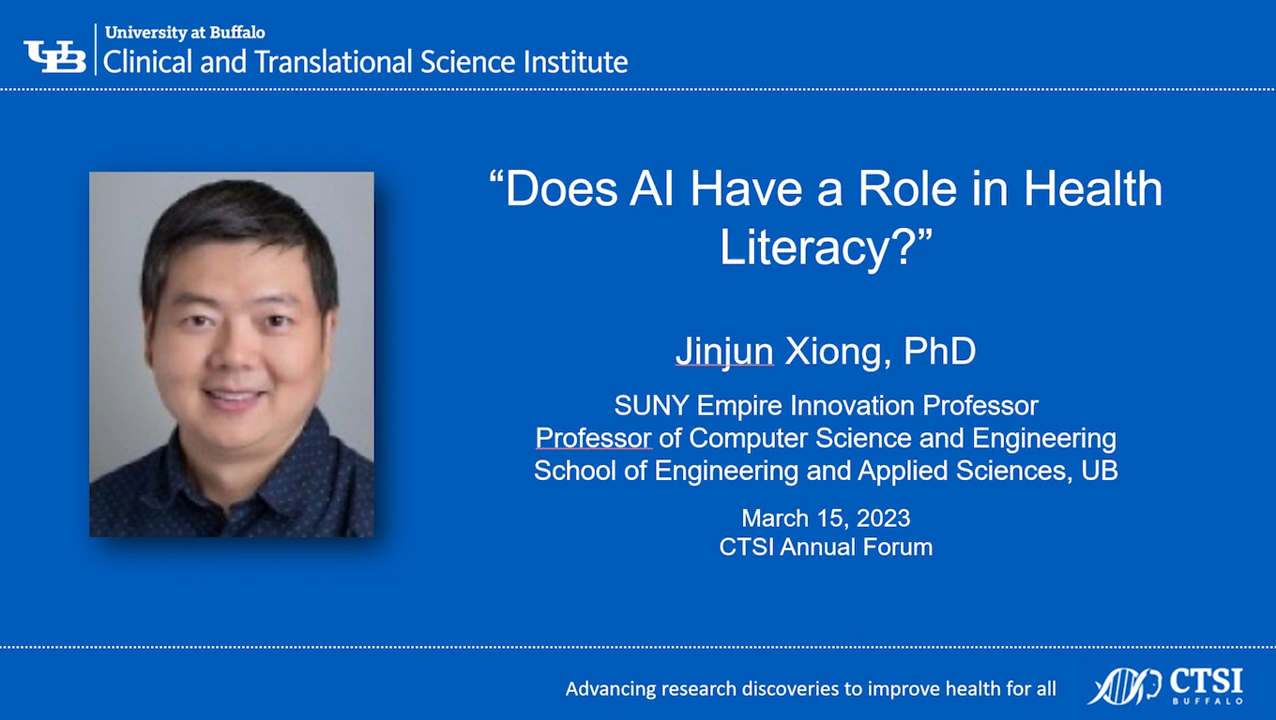 UB
University at Buffalo
Clinical and Translational Science Institute
“Does AI Have a Role in Health
Literacy?”
Jinjun Xiong, PhD
SUNY Empire Innovation Professor
Professor of Computer Science and Engineering
School of Engineering and Applied Sciences, UB
March 15, 2023
CTSI Annual Forum
Advancing research discoveries to improve health for all
CTSI
BUFFALO